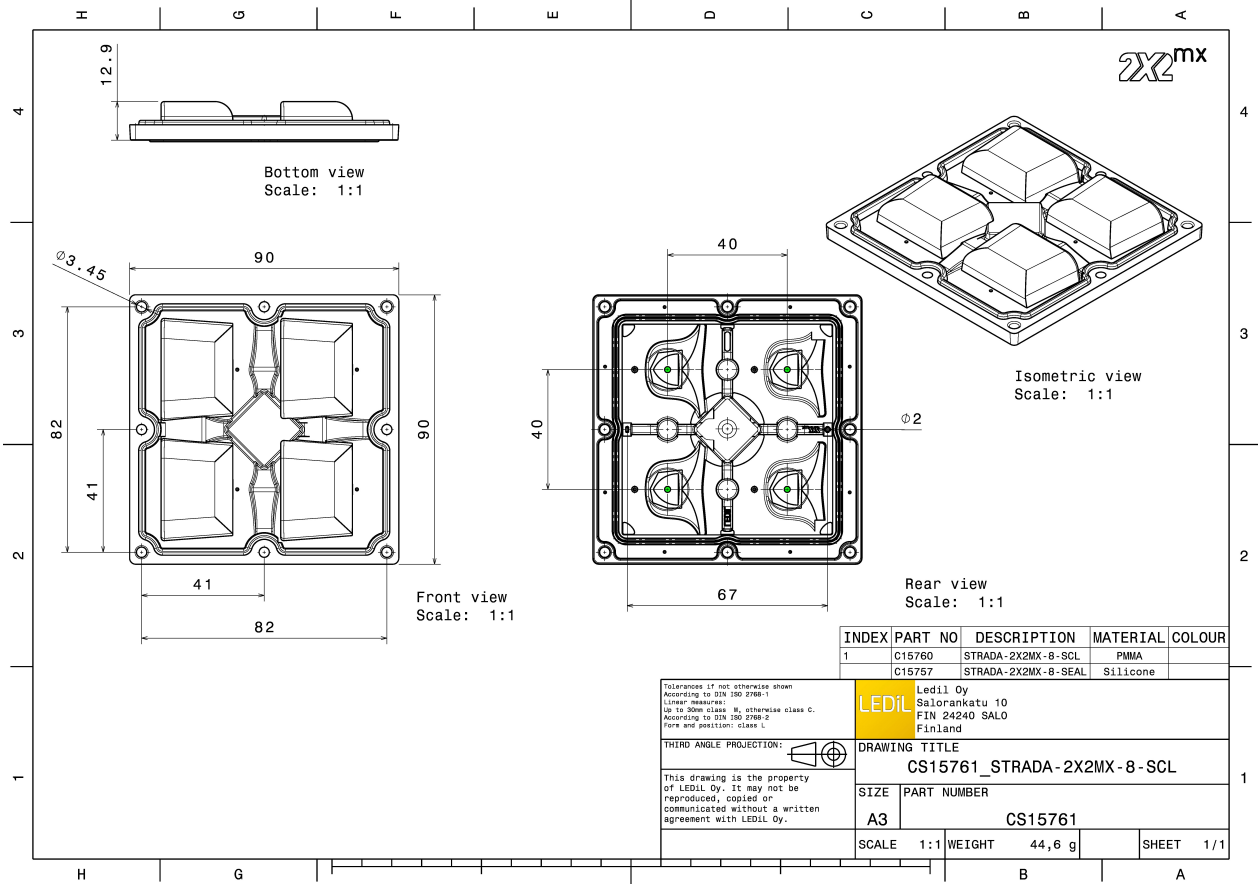 H G F E D C B A
12.9
2X2mx
4
4
Bottom view
Scale: 1:1
40
Ø3.45
90
3
3
Isometric view
Scale: 1:1
82
90
40
Ø2
41
2
2
41
67
Rear view
Scale: 1:1
Front view
Scale: 1:1
82
INDEX PART NO DESCRIPTION MATERIAL COLOUR
1 C15760 STRADA-2X2MX-8-SCL PMMA
C15757 STRADA-2X2MX-8-SEAL Silicone
Tolerances if not otherwise shown
According to DIN ISO 2768-1
Linear measures:
Up to 30mm class M, otherwise class C.
According to DIN ISO 2768-2
Form and position: class L
LEDiL
Ledil Oy
Salorankatu 10
FIN 24240 SALO
Finland
THIRD ANGLE PROJECTION:
DRAWING TITLE
CS15761_STRADA-2X2MX-8-SCL
1
1
This drawing is the property
of LEDiL Oy. It may not be
reproduced, copied or
communicated without a written
agreement with LEDiL Oy.
SIZE PART NUMBER
A3 CS15761
SCALE 1:1 WEIGHT 44,6 g SHEET 1/1
H G B A